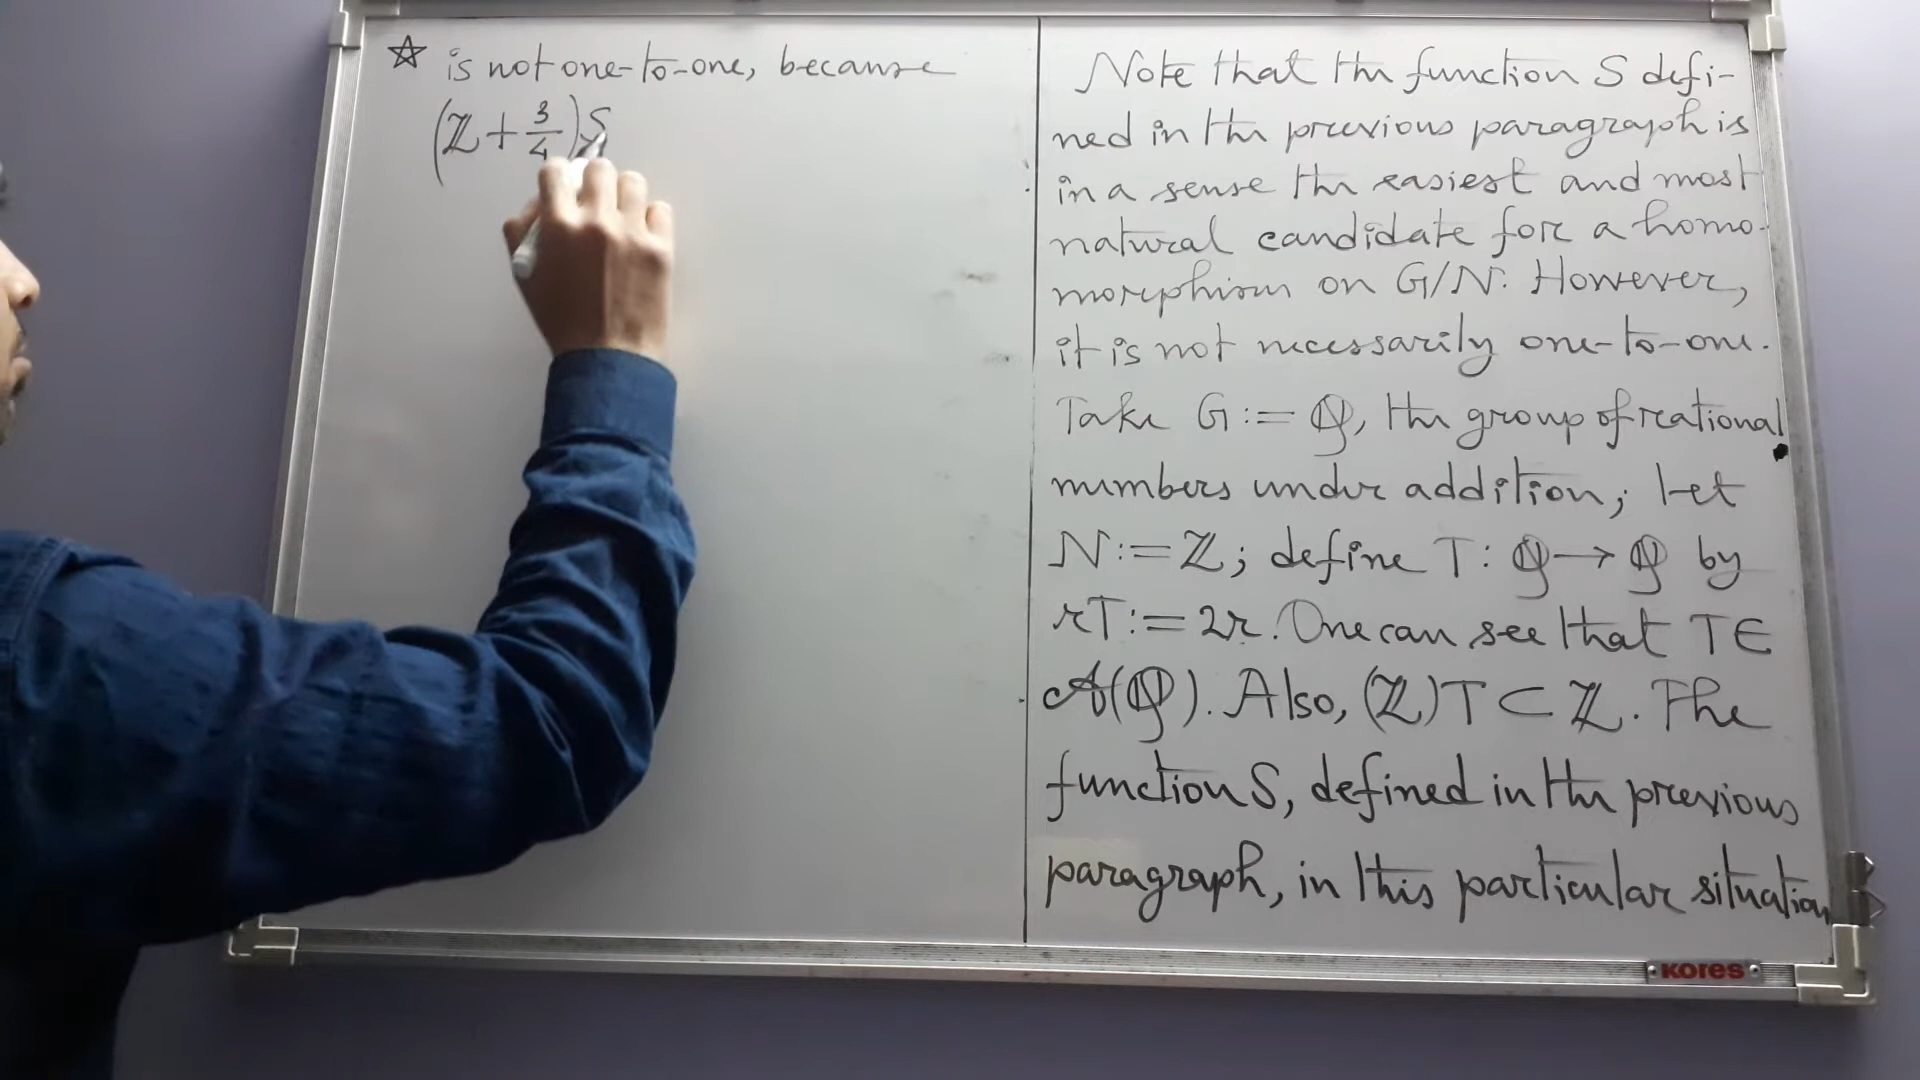 ☆ is not one-to-one, because
(ℤ + 3/4)S
Note that the function S defi-
ned in the previous paragraph is
in a sense the easiest and most
natural candidate for a homo-
morphism on G/N. However,
it is not necessarily one-to-one.
Take G := ℚ, the group of rational
numbers under addition; let
N := ℤ; define T : ℚ → ℚ by
rT := 2r. One can see that T ∈
𝒜(ℚ). Also, (ℤ)T ⊂ ℤ. The
function S, defined in the previous
paragraph, in this particular situation
KORES